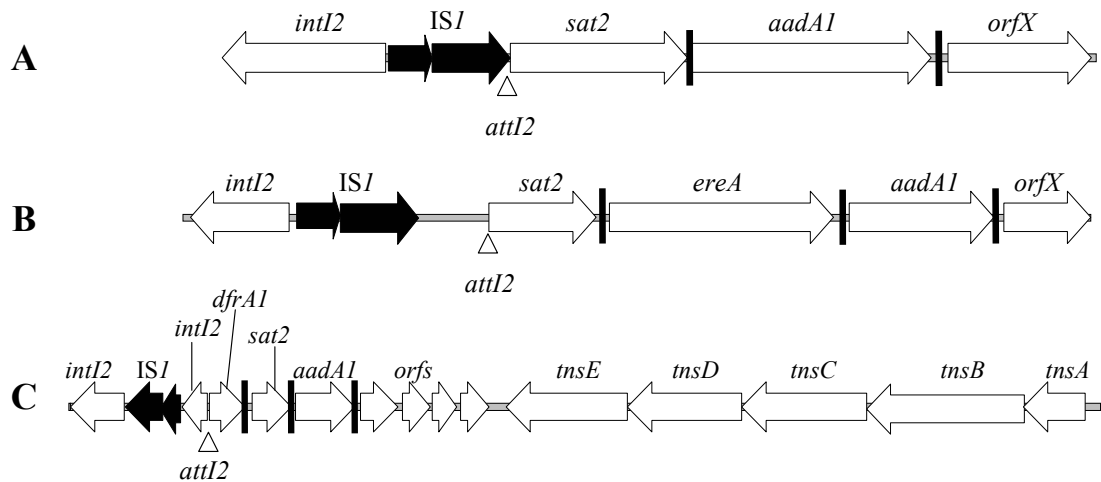 A
intI2 IS1 sat2 aadA1 orfX
attI2
B
intI2 IS1 sat2 ereA aadA1 orfX
attI2
C
dfrA1
intI2 sat2
intI2 IS1 aadA1 orfs tnsE tnsD tnsC tnsB tnsA
attI2